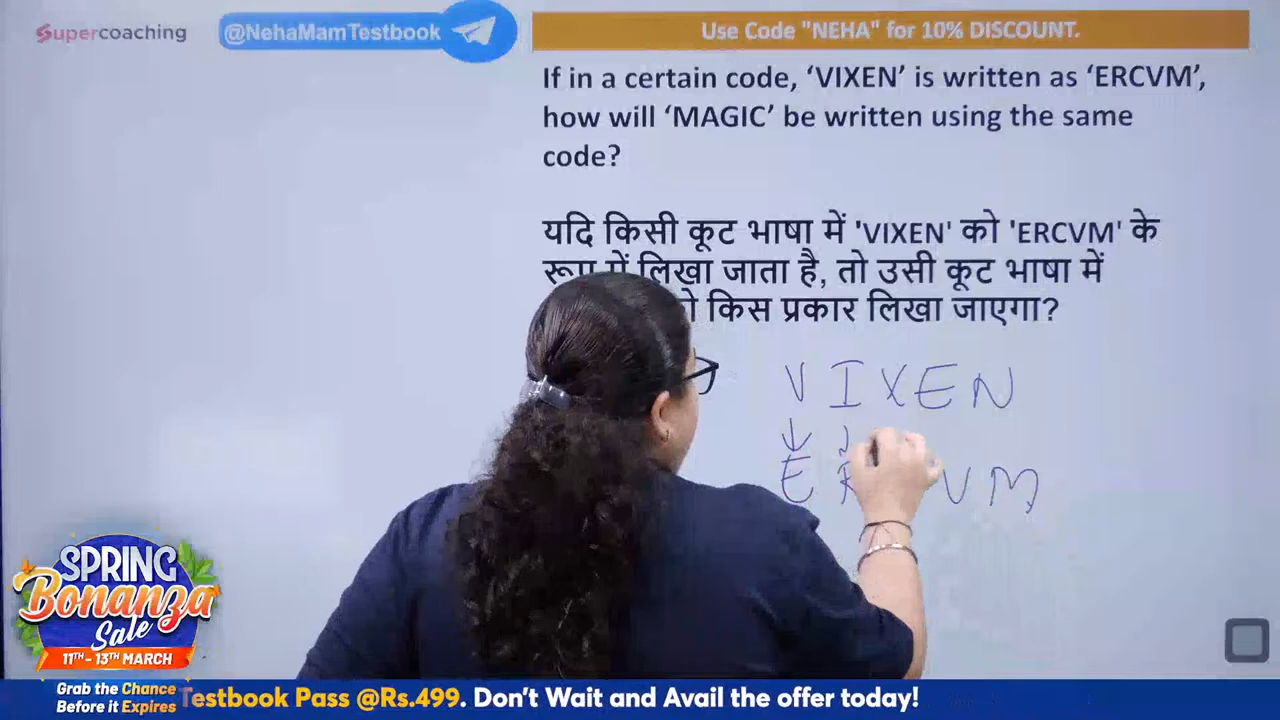 Supercoaching
@NehaMamTestbook
Use Code "NEHA" for 10% DISCOUNT.
If in a certain code, ‘VIXEN’ is written as ‘ERCVM’,
how will ‘MAGIC’ be written using the same
code?
यदि किसी कूट भाषा में 'VIXEN' को 'ERCVM' के
रूप में लिखा जाता है, तो उसी कूट भाषा में
किस प्रकार लिखा जाएगा?
V I X E N
E R V M
SPRING
Bonanza
Sale
11TH - 13TH MARCH
Grab the Chance
Before it Expires
Testbook Pass @Rs.499. Don't Wait and Avail the offer today!